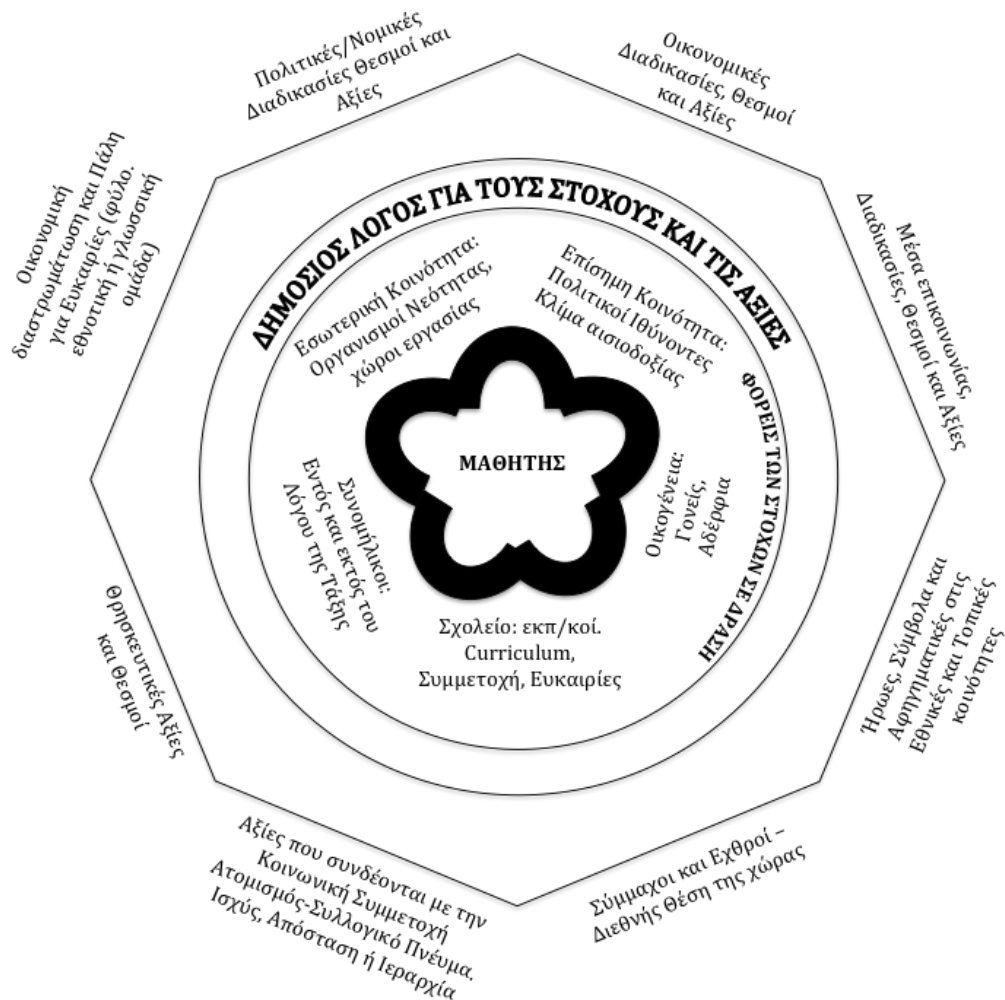 Πολιτικές/Νομικές
Διαδικασίες Θεσμοί και
Αξίες
Οικονομικές
Διαδικασίες, Θεσμοί
και Αξίες
Μέσα επικοινωνίας,
Διαδικασίες, Θεσμοί και Αξίες
Ήρωες, Σύμβολα και
Αφηγηματικές στις
Εθνικές και Τοπικές
κοινότητες
Σύμμαχοι και Εχθροί –
Διεθνής Θέση της χώρας
Αξίες που συνδέονται με την
Κοινωνική Συμμετοχή
Ατομισμός-Συλλογικό Πνέυμα.
Ισχύς, Απόσταση ή Ιεραρχία
Θρησκευτικές Αξίες
και Θεσμοί
Οικονομική
διαστρωμάτωση και Πάλη
για Ευκαιρίες (φύλο.
εθνοτική ή γλωσσική
ομάδα)
ΔΗΜΟΣΙΟΣ ΛΟΓΟΣ ΓΙΑ ΤΟΥΣ ΣΤΟΧΟΥΣ ΚΑΙ ΤΙΣ ΑΞΙΕΣ
ΦΟΡΕΙΣ ΤΩΝ ΣΤΟΧΩΝ ΣΕ ΔΡΑΣΗ
Εσωτερική Κοινότητα:
Οργανισμοί Νεότητας,
χώροι εργασίας
Επίσημη Κοινότητα:
Πολιτικοί Ιθύνοντες
Κλίμα αισιοδοξίας
Οικογένεια:
Γονείς,
Αδέρφια
Σχολείο: εκπ/κοί.
Curriculum,
Συμμετοχή, Ευκαιρίες
Συνομήλικοι:
Εντός και εκτός του
Λόγου της Τάξης
ΜΑΘΗΤΗΣ